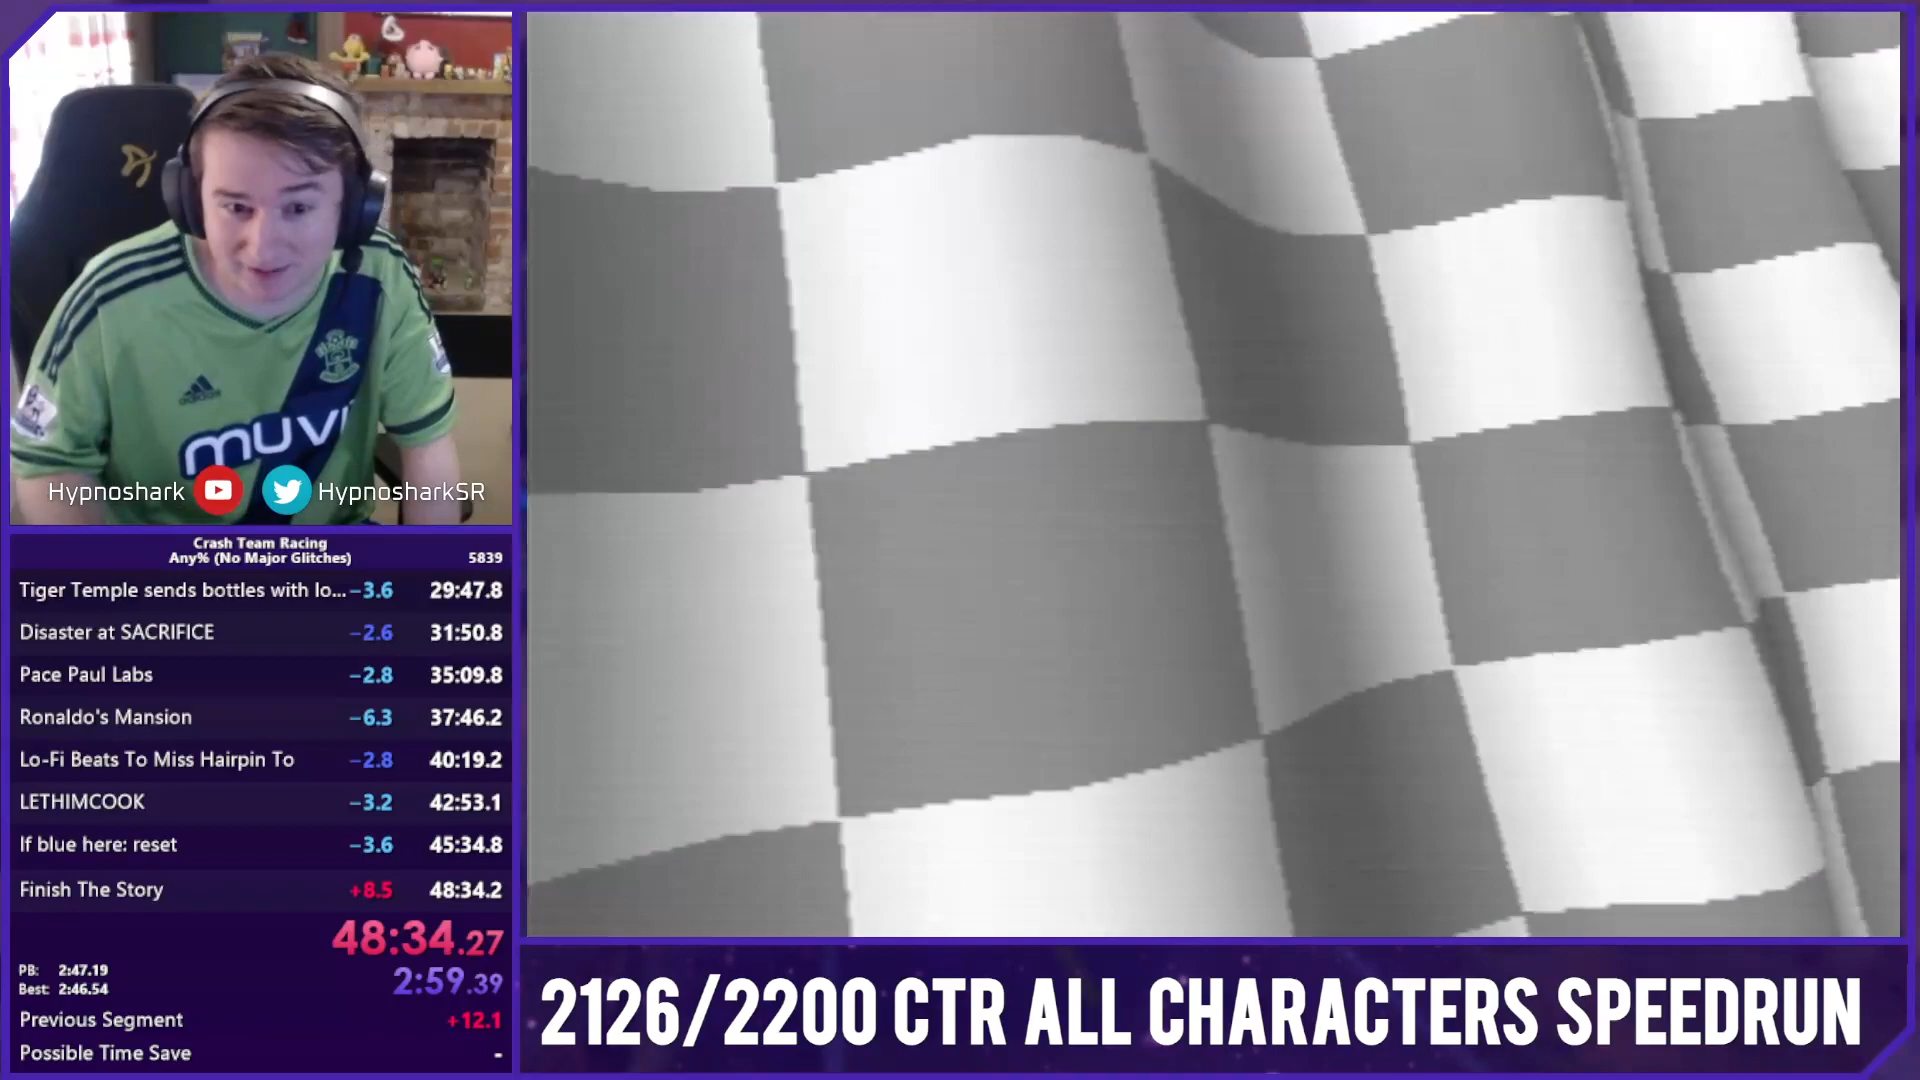 adidas
muvi
Hypnoshark
HypnosharkSR
Crash Team Racing
Any% (No Major Glitches) 5839
Tiger Temple sends bottles with lo... −3.6 29:47.8
Disaster at SACRIFICE −2.6 31:50.8
Pace Paul Labs −2.8 35:09.8
Ronaldo's Mansion −6.3 37:46.2
Lo-Fi Beats To Miss Hairpin To −2.8 40:19.2
LETHIMCOOK −3.2 42:53.1
If blue here: reset −3.6 45:34.8
Finish The Story +8.5 48:34.2
48:34.27
PB: 2:47.19
Best: 2:46.54
2:59.39
Previous Segment +12.1
Possible Time Save -
2126/2200 CTR ALL CHARACTERS SPEEDRUN